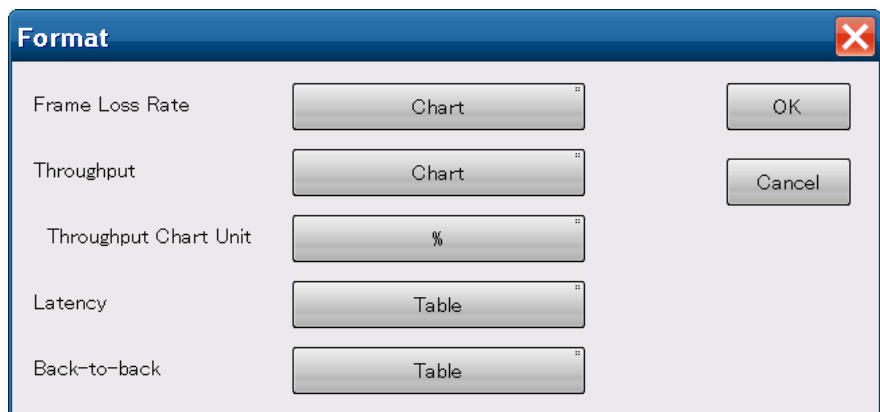 Format
Frame Loss Rate Chart OK
Throughput Chart Cancel
Throughput Chart Unit %
Latency Table
Back-to-back Table